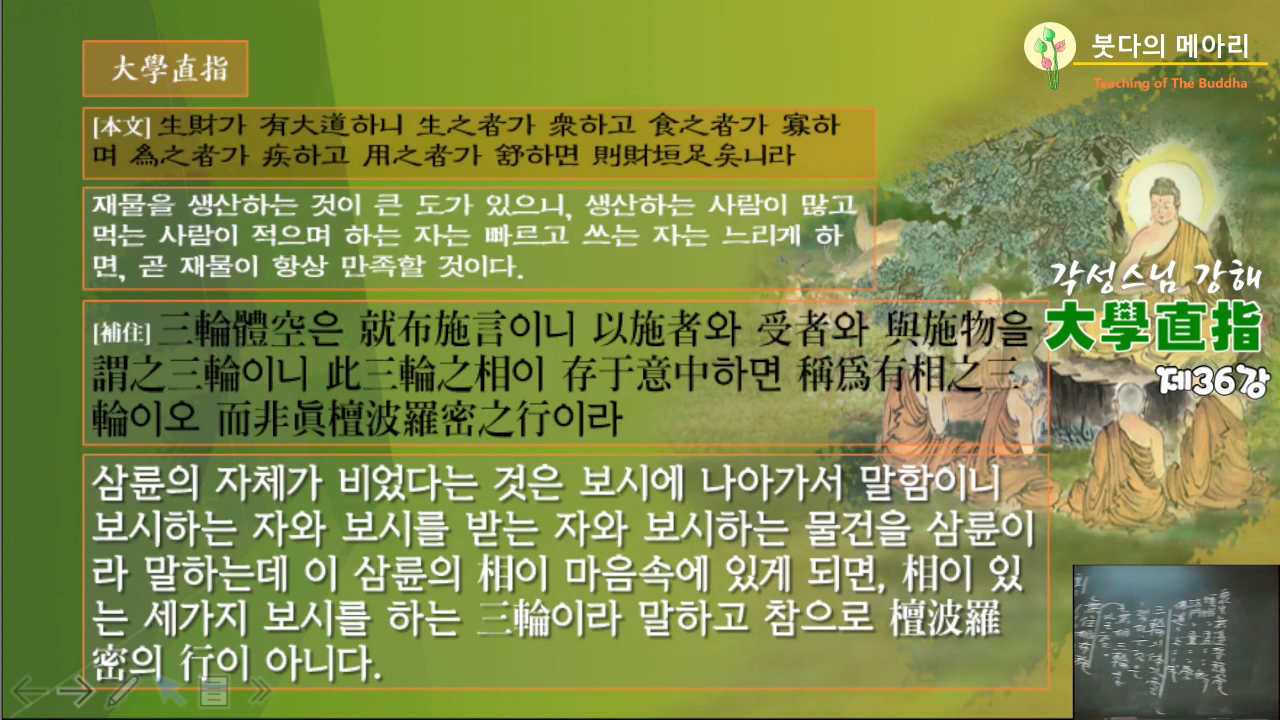 大學直指
[本文] 生財가 有大道하니 生之者가 衆하고 食之者가 寡하
며 為之者가 疾하고 用之者가 舒하면 則財垣足矣니라
재물을 생산하는 것이 큰 도가 있으니, 생산하는 사람이 많고
먹는 사람이 적으며 하는 자는 빠르고 쓰는 자는 느리게 하
면, 곧 재물이 항상 만족할 것이다.
[補住] 三輪體空은 就布施言이니 以施者와 受者와 與施物을
謂之三輪이니 此三輪之相이 存于意中하면 稱爲有相之三
輪이오 而非眞檀波羅密之行이라
삼륜의 자체가 비었다는 것은 보시에 나아가서 말함이니
보시하는 자와 보시를 받는 자와 보시하는 물건을 삼륜이
라 말하는데 이 삼륜의 相이 마음속에 있게 되면, 相이 있
는 세가지 보시를 하는 三輪이라 말하고 참으로 檀波羅
密의 行이 아니다.
붓다의 메아리
Teaching of The Buddha
각성스님 강해
大學直指
제36강